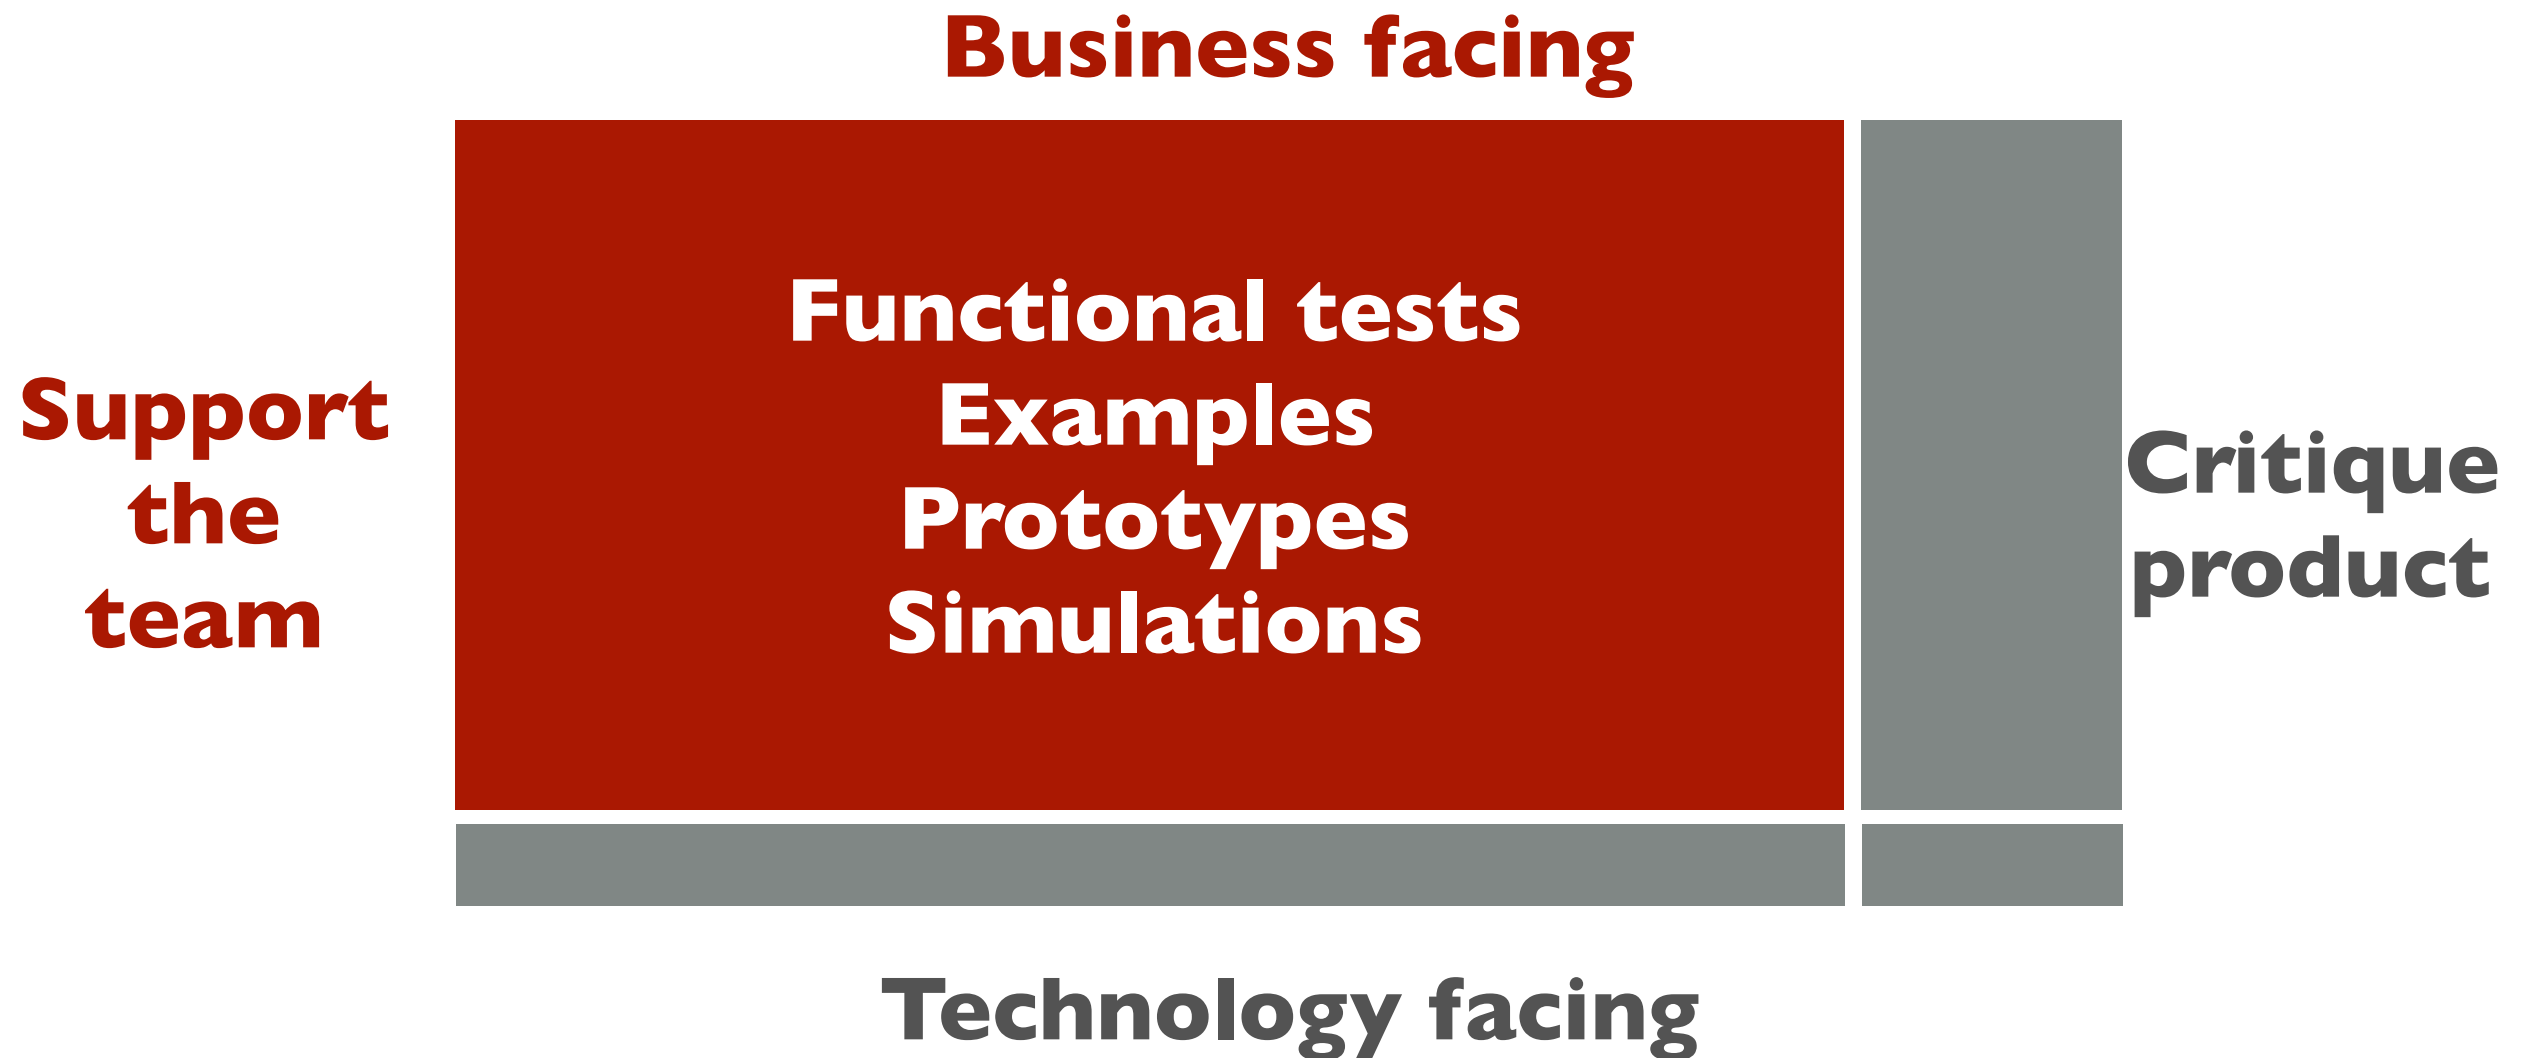 Business facing
Functional tests
Examples
Prototypes
Simulations
Support
the
team
Critique
product
Technology facing